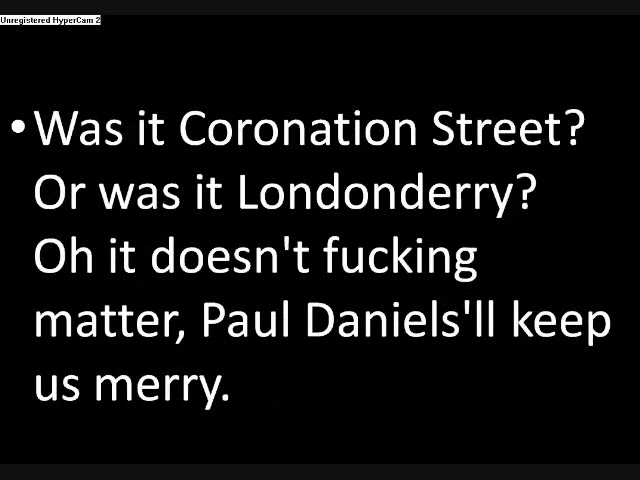 Unregistered HyperCam 2
•Was it Coronation Street?
Or was it Londonderry?
Oh it doesn't fucking
matter, Paul Daniels'll keep
us merry.